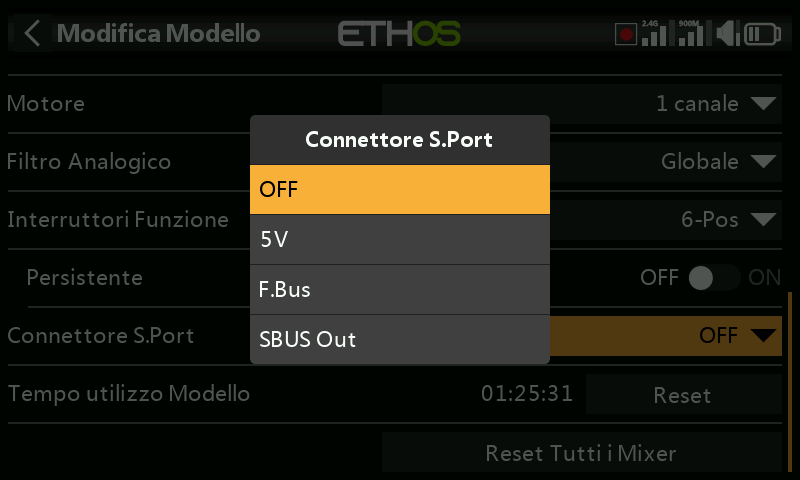 Modifica Modello
ETHOS
2.4G
900M
Motore
1 canale
Connettore S.Port
Filtro Analogico
Globale
OFF
Interruttori Funzione
6-Pos
5V
Persistente
OFF
ON
F.Bus
Connettore S.Port
OFF
SBUS Out
Tempo utilizzo Modello
01:25:31
Reset
Reset Tutti i Mixer